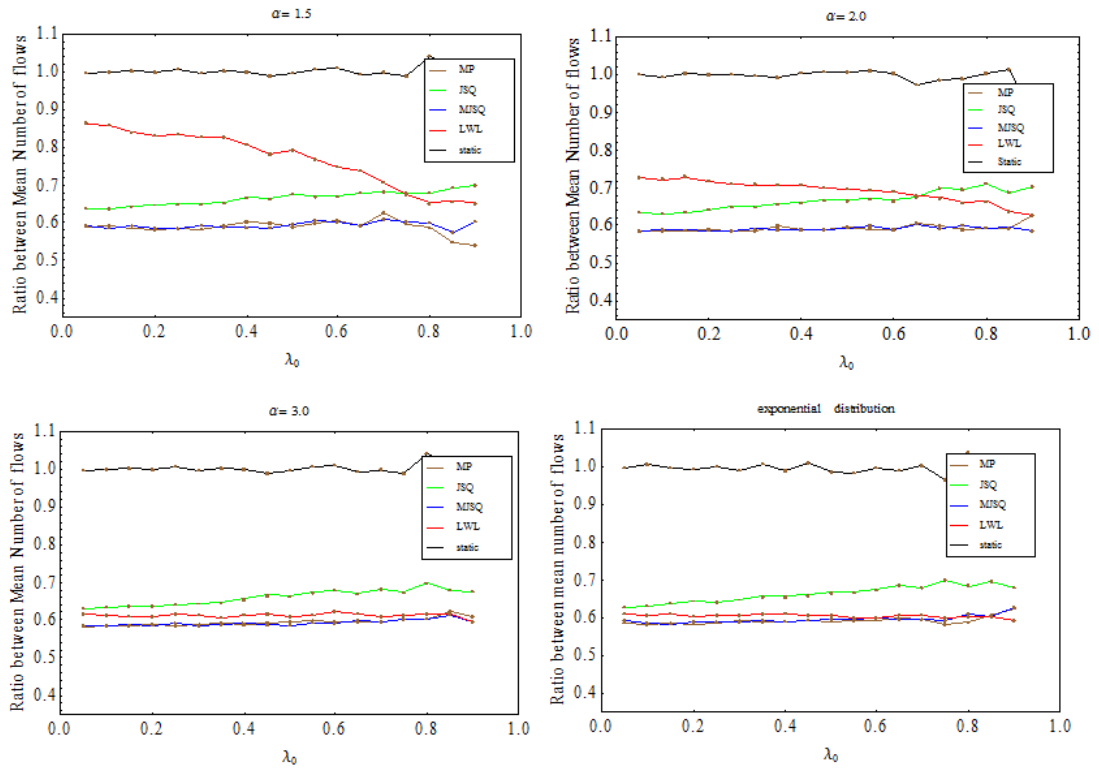 α = 1.5
Ratio between Mean Number of flows
1.1
1.0
0.9
0.8
0.7
0.6
0.5
0.4
0.0 0.2 0.4 0.6 0.8 1.0
λ0
MP
JSQ
MJSQ
LWL
static
α = 2.0
Ratio between Mean Number of flows
1.1
1.0
0.9
0.8
0.7
0.6
0.5
0.4
0.0 0.2 0.4 0.6 0.8 1.0
λ0
MP
JSQ
MJSQ
LWL
Static
α = 3.0
Ratio between Mean Number of flows
1.1
1.0
0.9
0.8
0.7
0.6
0.5
0.4
0.0 0.2 0.4 0.6 0.8 1.0
λ0
MP
JSQ
MJSQ
LWL
static
exponential distribution
Ratio between mean number of flows
1.1
1.0
0.9
0.8
0.7
0.6
0.5
0.4
0.0 0.2 0.4 0.6 0.8 1.0
λ0
MP
JSQ
MJSQ
LWL
static